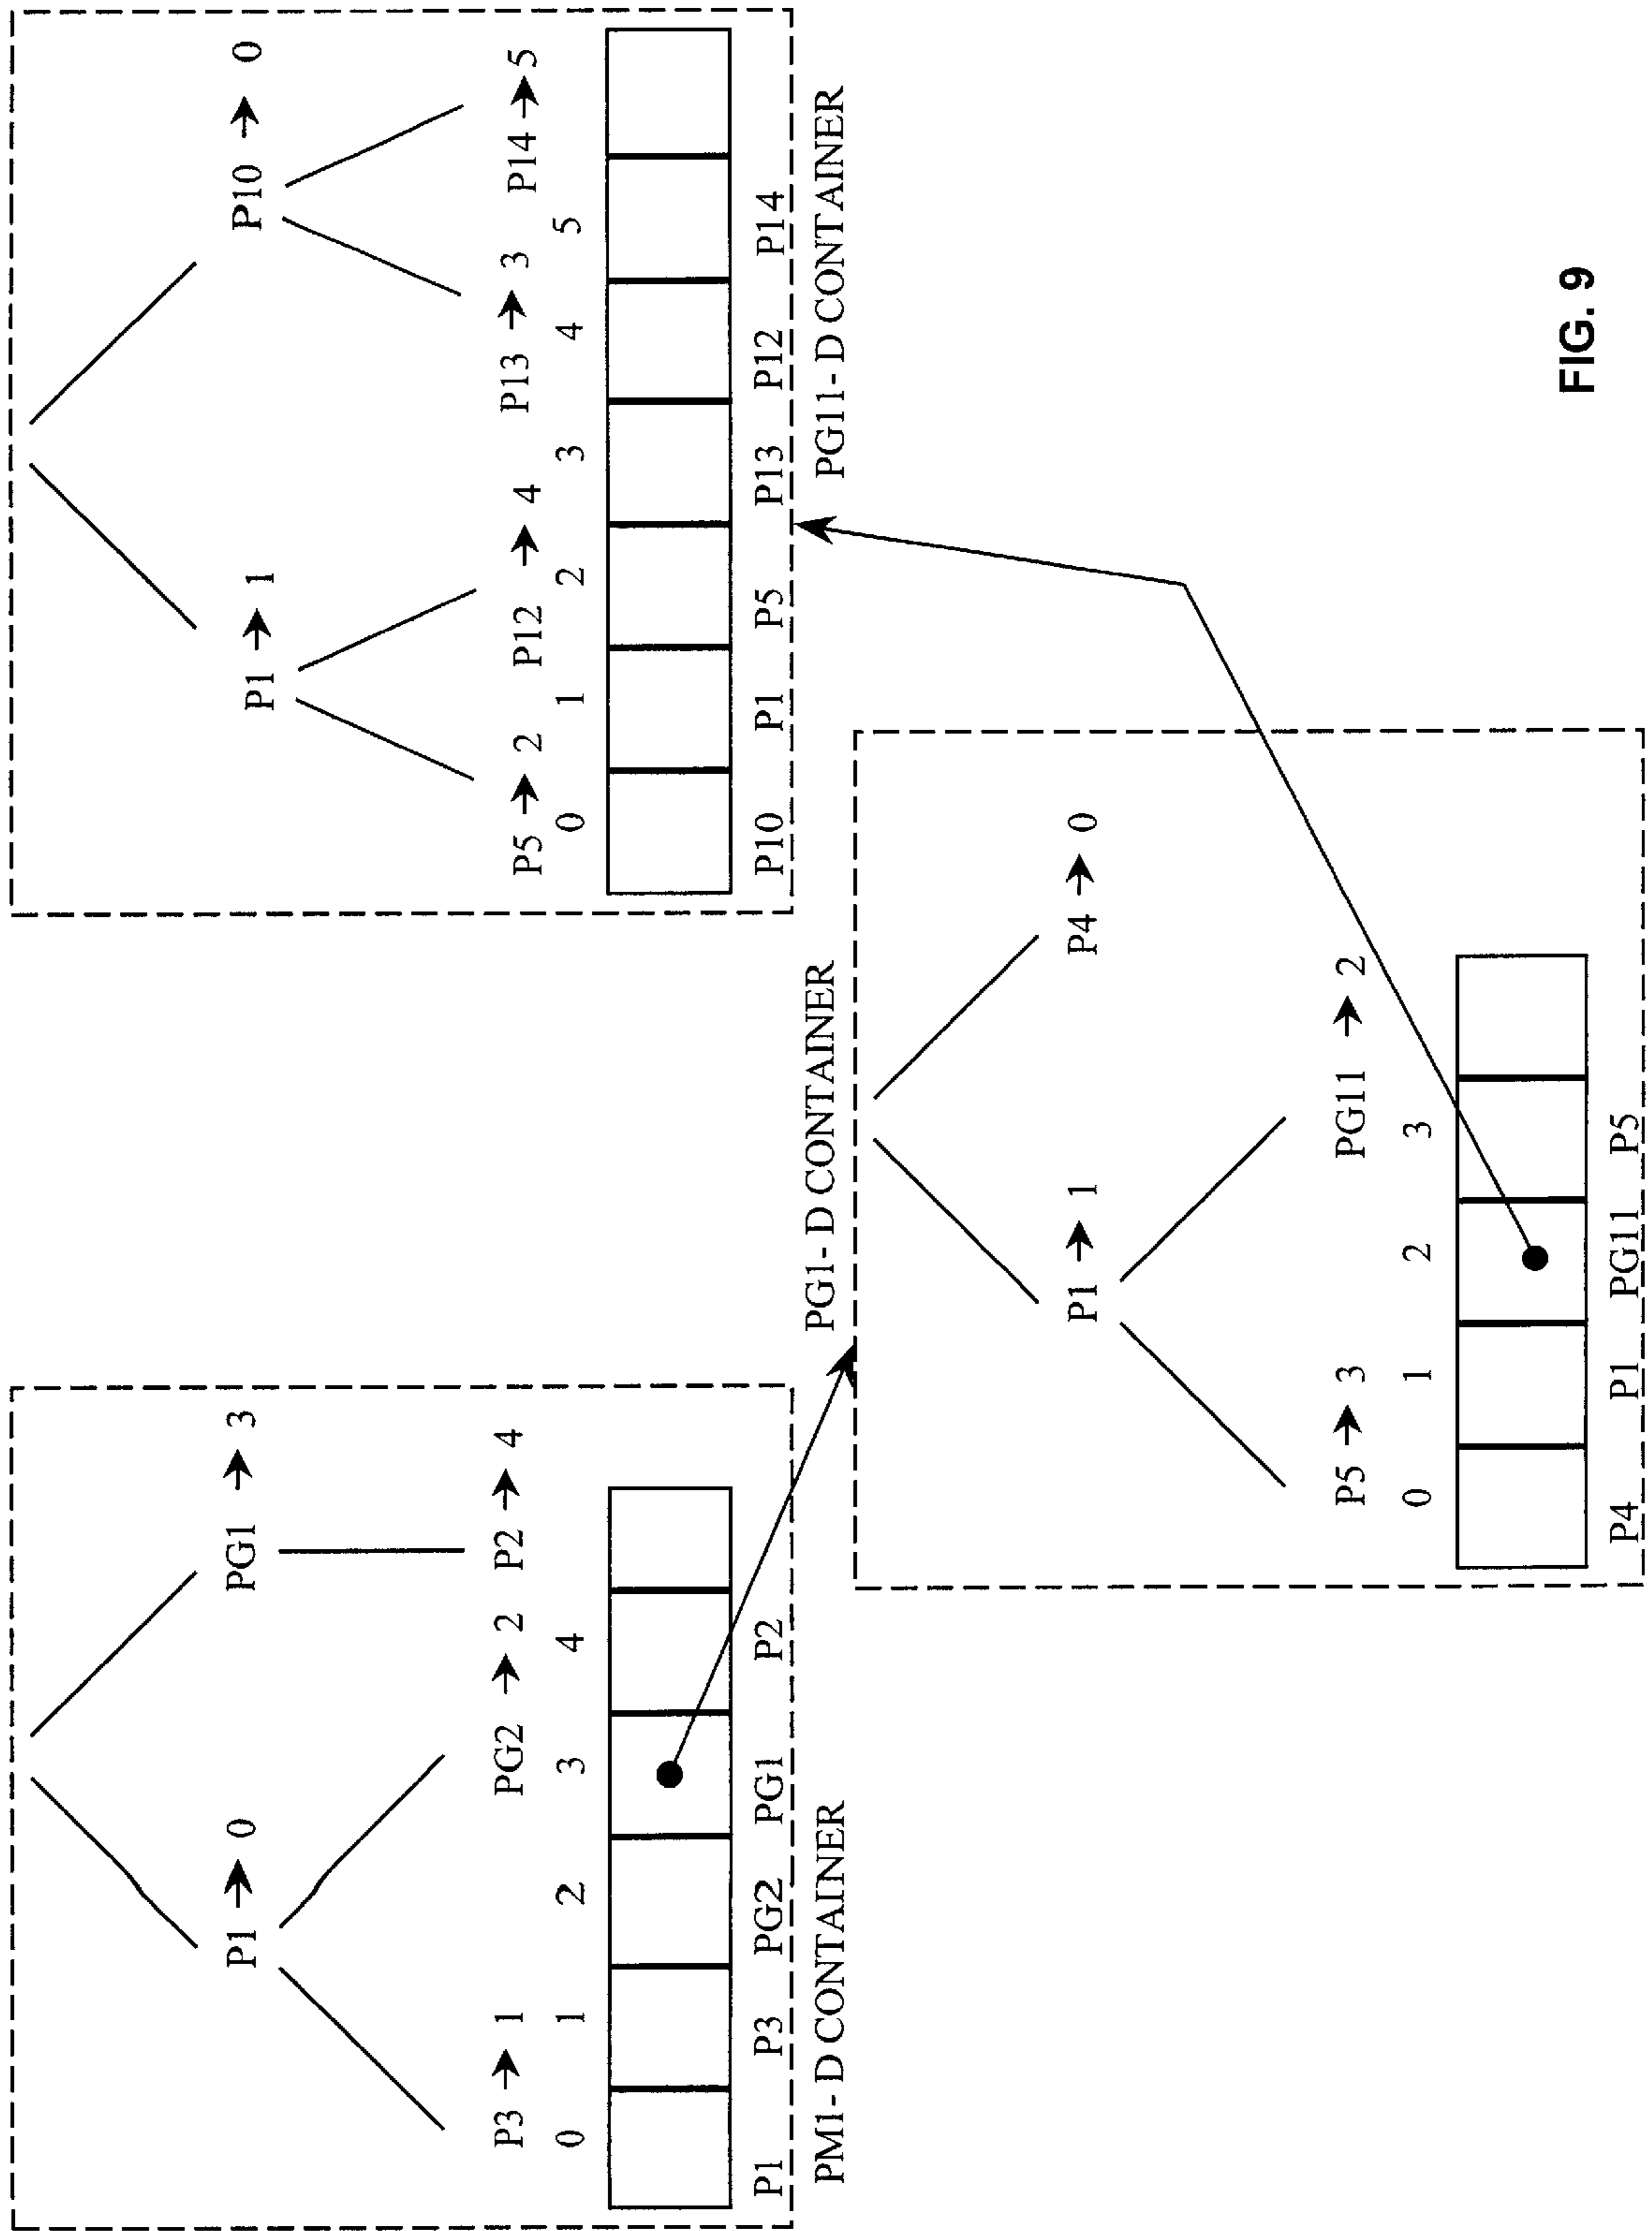 P1 → 0
PG1 → 3
P3 → 1
PG2 → 2
P2 → 4
0 1 2 3 4
P1 P3 PG2 PG1 P2
PM1- D CONTAINER
P1 → 1
P10 → 0
P5 → 2
P12 → 4
P13 → 3
P14 → 5
0 1 2 3 4 5
P10 P1 P5 P13 P12 P14
PG11- D CONTAINER
PG1- D CONTAINER
P1 → 1
P4 → 0
P5 → 3
PG11 → 2
0 1 2 3
P4 P1 PG11 P5
FIG. 9